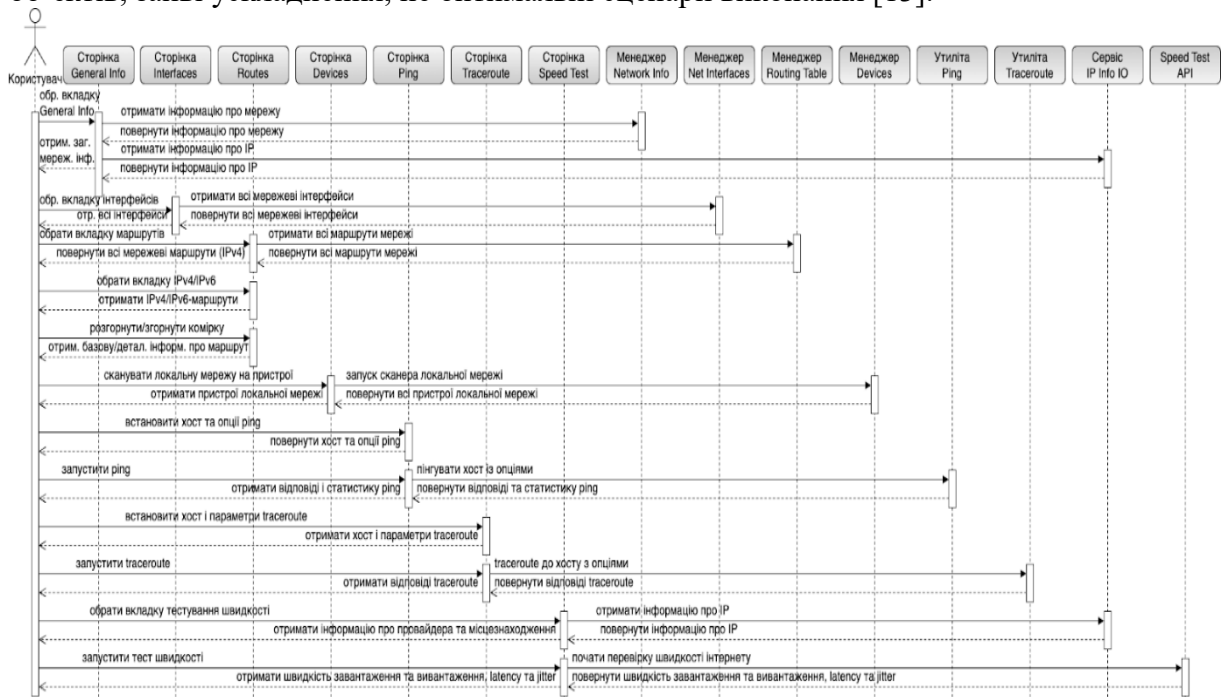 об'єктів, зайві ускладнення, не оптимальні сценарії виконання [15].
Користувач
Сторінка
General Info
Сторінка
Interfaces
Сторінка
Routes
Сторінка
Devices
Сторінка
Ping
Сторінка
Traceroute
Сторінка
Speed Test
Менеджер
Network Info
Менеджер
Net Interfaces
Менеджер
Routing Table
Менеджер
Devices
Утиліта
Ping
Утиліта
Traceroute
Сервіс
IP Info IO
Speed Test
API
обр. вкладку
General Info
отримати інформацію про мережу
повернути інформацію про мережу
отрим. заг.
мереж. інф.
отримати інформацію про IP
повернути інформацію про IP
обр. вкладку інтерфейсів
отримати всі мережеві інтерфейси
отр. всі інтерфейси
повернути всі мережеві інтерфейси
обрати вкладку маршрутів
отримати всі маршрути мережі
повернути всі мережеві маршрути (IPv4)
повернути всі маршрути мережі
обрати вкладку IPv4/IPv6
отримати IPv4/IPv6-маршрути
розгорнути/згорнути комірку
отрим. базову/детал. інформ. про маршрут
сканувати локальну мережу на пристрої
запуск сканера локальної мережі
отримати пристрої локальної мережі
повернути всі пристрої локальної мережі
встановити хост та опції ping
повернути хост та опції ping
запустити ping
пінгувати хост із опціями
отримати відповіді і статистику ping
повернути відповіді та статистику ping
встановити хост і параметри traceroute
отримати хост і параметри traceroute
запустити traceroute
traceroute до хосту з опціями
отримати відповіді traceroute
повернути відповіді traceroute
обрати вкладку тестування швидкості
отримати інформацію про IP
отримати інформацію про провайдера та місцезнаходження
повернути інформацію про IP
запустити тест швидкості
почати перевірку швидкості інтернету
отримати швидкість завантаження та вивантаження, latency та jitter
повернути швидкість завантаження та вивантаження, latency та jitter